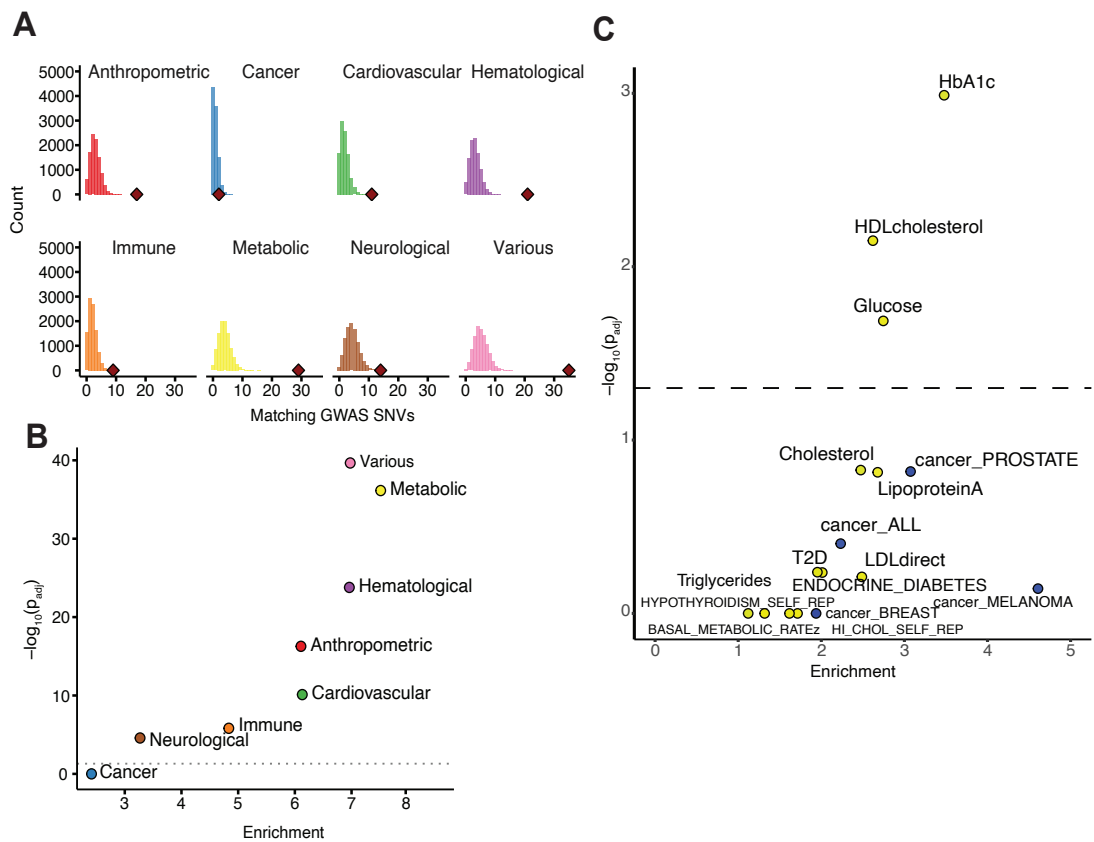 A
Anthropometric Cancer Cardiovascular Hematological
5000
4000
3000
2000
1000
0
Count
Immune Metabolic Neurological Various
5000
4000
3000
2000
1000
0
0 10 20 30 0 10 20 30 0 10 20 30 0 10 20 30
Matching GWAS SNVs
B
−log10(padj)
40
30
20
10
0
Various
Metabolic
Hematological
Anthropometric
Cardiovascular
Immune
Neurological
Cancer
3 4 5 6 7 8
Enrichment
C
−log10(padj)
3
2
1
0
HbA1c
HDLcholesterol
Glucose
Cholesterol
cancer_PROSTATE
LipoproteinA
cancer_ALL
T2D
LDLdirect
Triglycerides
ENDOCRINE_DIABETES
HYPOTHYROIDISM_SELF_REP
cancer_MELANOMA
cancer_BREAST
BASAL_METABOLIC_RATEz HI_CHOL_SELF_REP
0 1 2 3 4 5
Enrichment